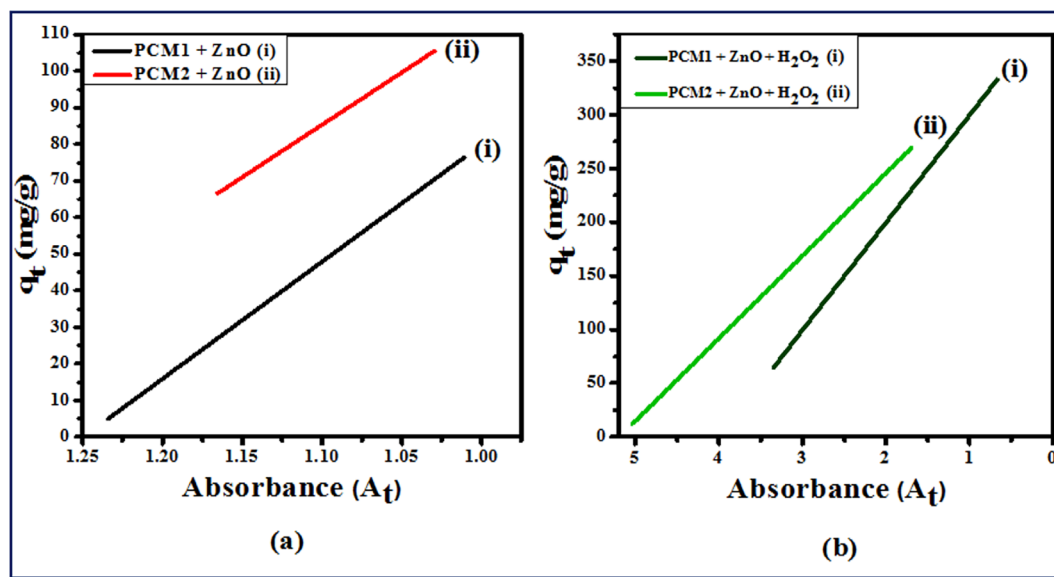 PCM1 + ZnO (i)
PCM2 + ZnO (ii)
(ii)
(i)
110
100
90
80
70
60
50
40
30
20
10
0
qt (mg/g)
1.25
1.20
1.15
1.10
1.05
1.00
Absorbance (At)
(a)
PCM1 + ZnO + H2O2 (i)
PCM2 + ZnO + H2O2 (ii)
(i)
(ii)
350
300
250
200
150
100
50
0
qt (mg/g)
5
4
3
2
1
0
Absorbance (At)
(b)